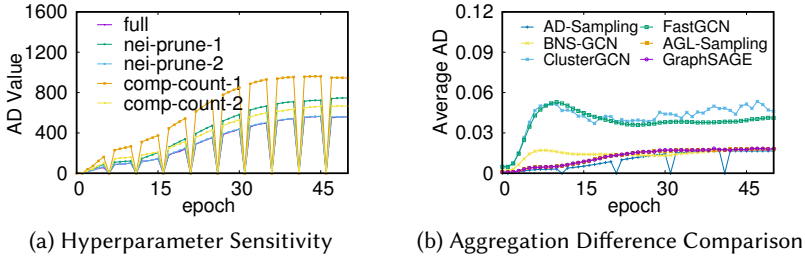 1600
1200
800
400
0
AD Value
full
nei-prune-1
nei-prune-2
comp-count-1
comp-count-2
0 15 30 45
epoch
(a) Hyperparameter Sensitivity
0.12
0.09
0.06
0.03
0
Average AD
AD-Sampling FastGCN
BNS-GCN AGL-Sampling
ClusterGCN GraphSAGE
0 15 30 45
epoch
(b) Aggregation Difference Comparison